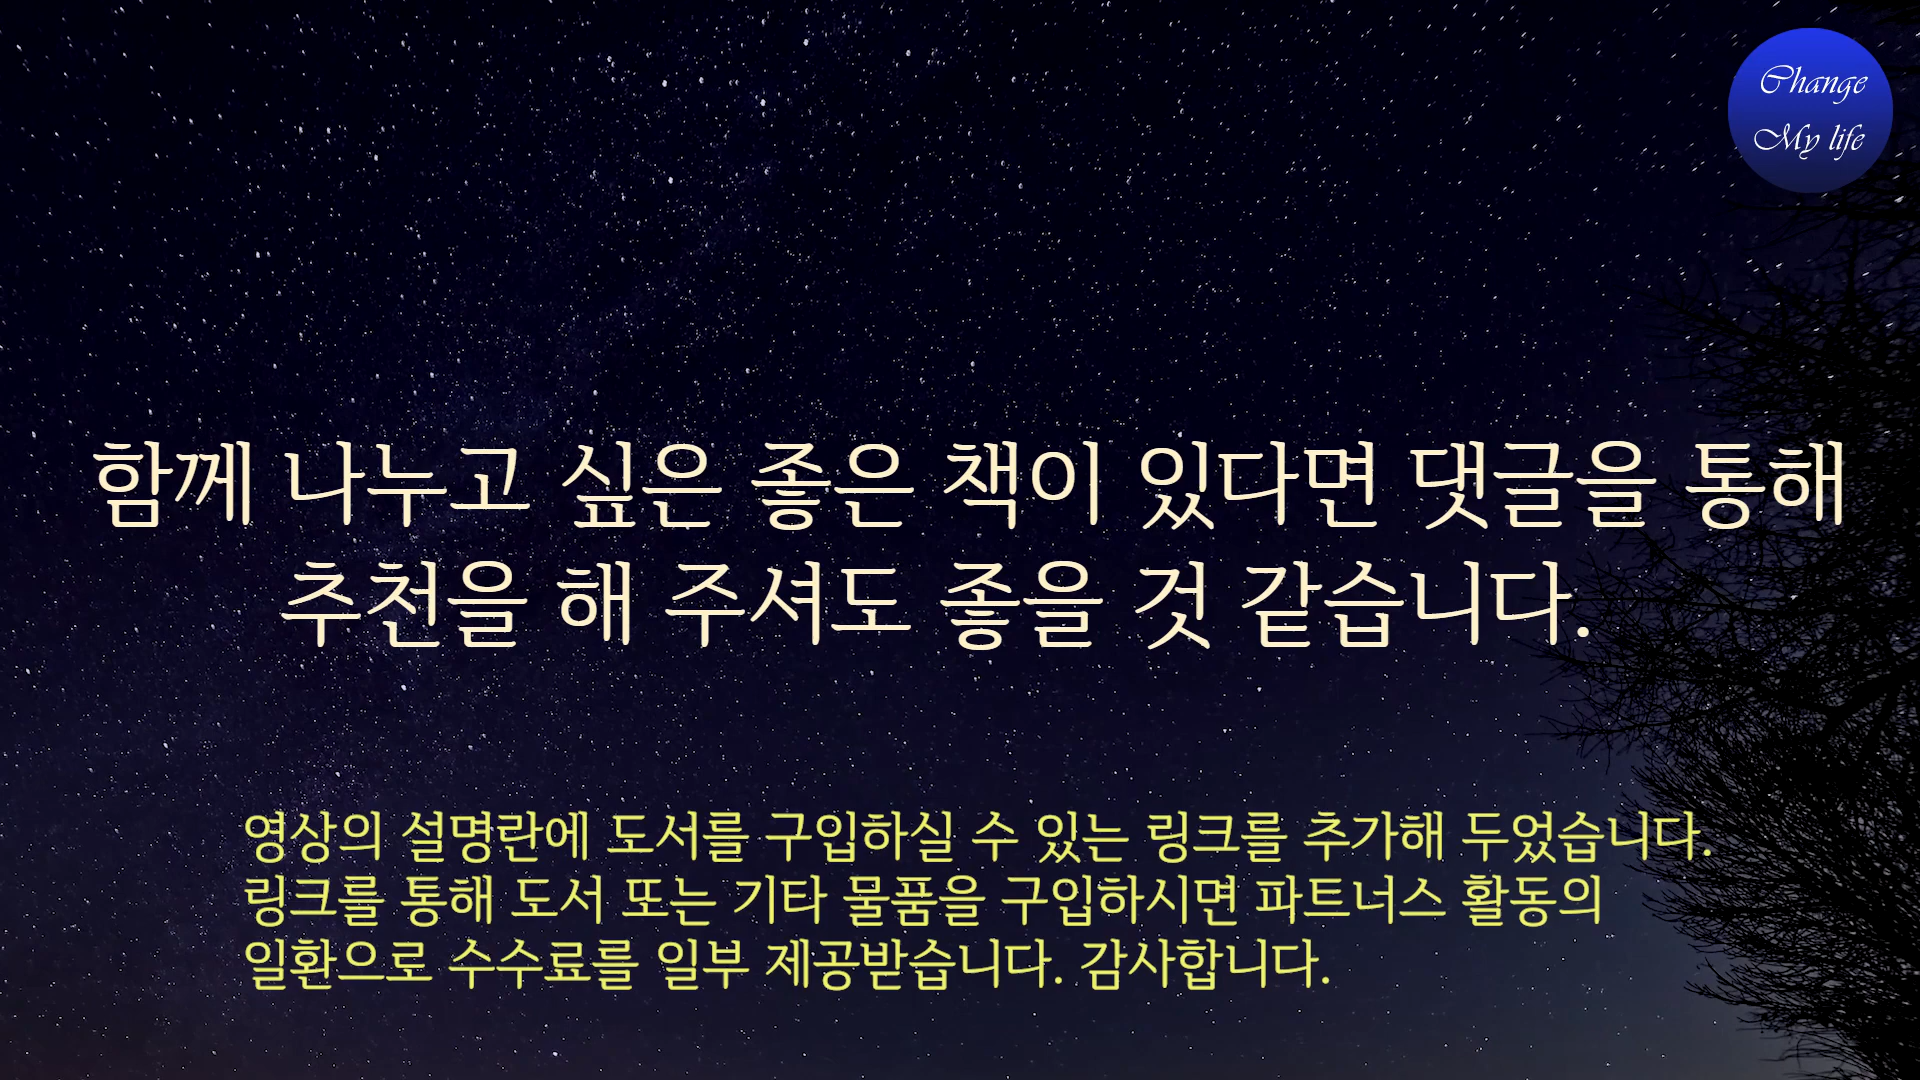 Change
My life
함께 나누고 싶은 좋은 책이 있다면 댓글을 통해
추천을 해 주셔도 좋을 것 같습니다.
영상의 설명란에 도서를 구입하실 수 있는 링크를 추가해 두었습니다.
링크를 통해 도서 또는 기타 물품을 구입하시면 파트너스 활동의
일환으로 수수료를 일부 제공받습니다. 감사합니다.